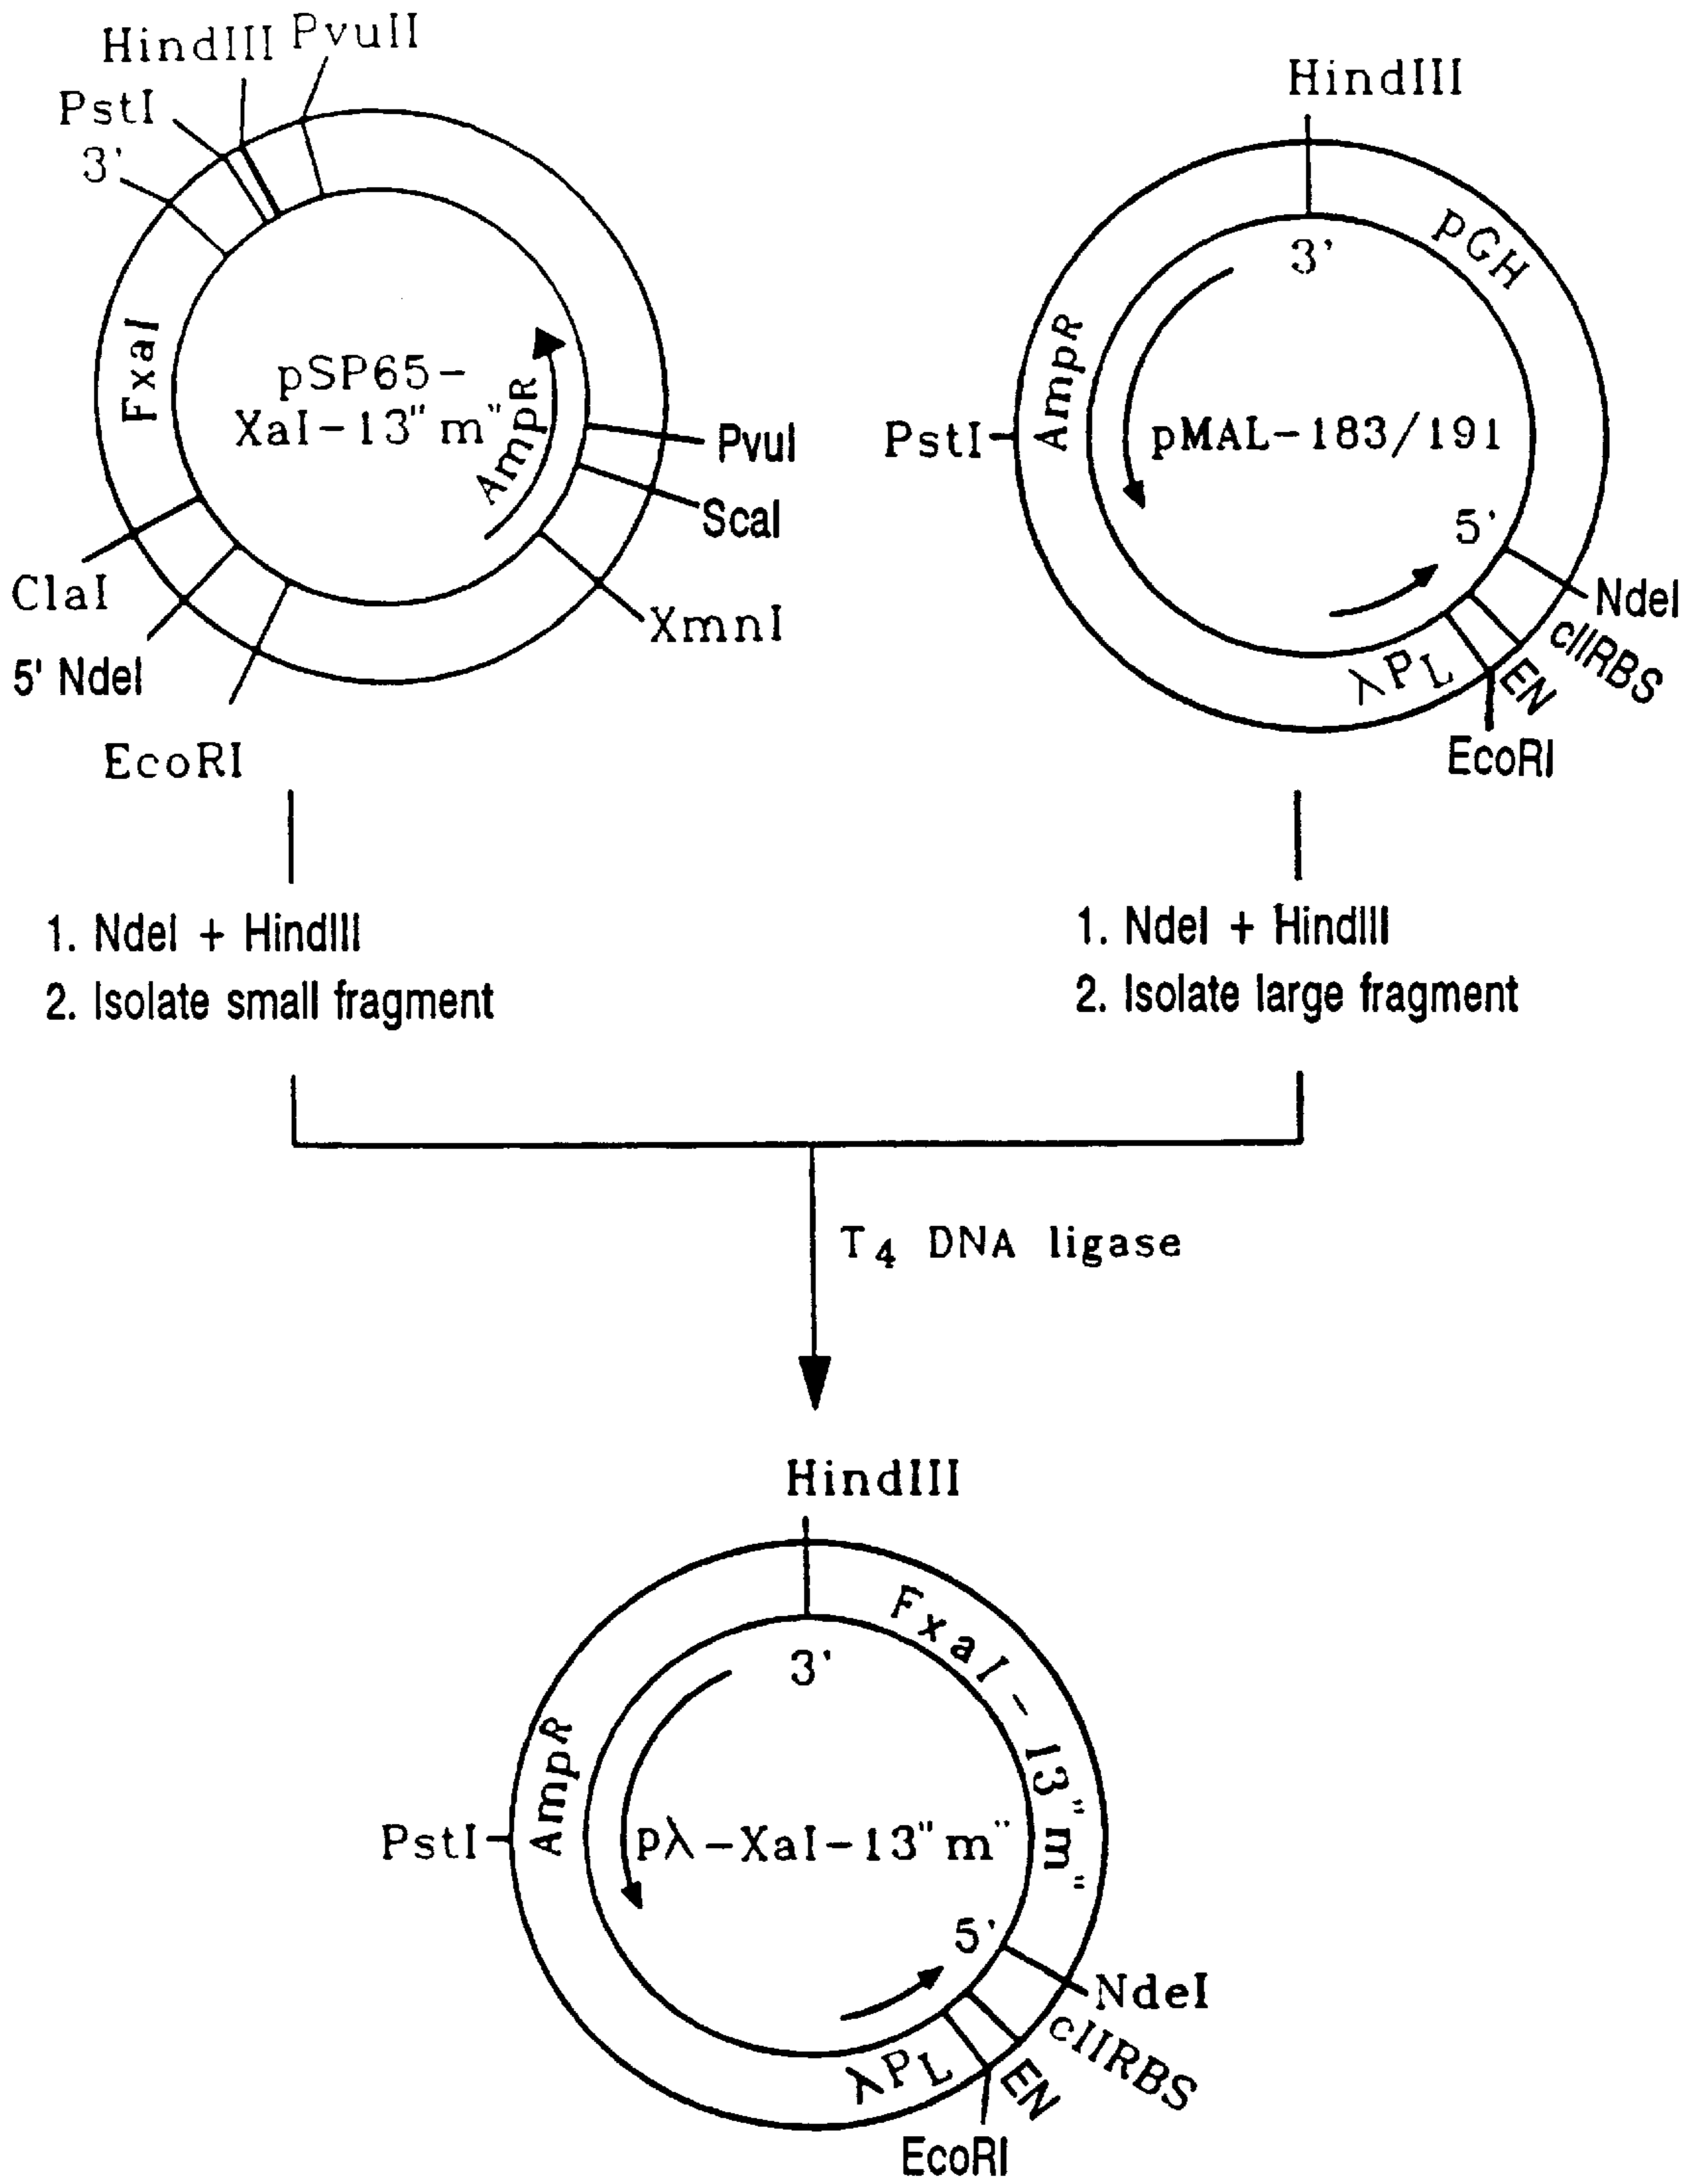 HindIII
PvuII
PstI
3'
FxaI
pSP65-
XaI-13"m"
AmpR
PvuI
ScaI
XmnI
ClaI
5' NdeI
EcoRI
HindIII
3'
pGH
AmpR
PstI
pMAL-183/191
5'
NdeI
cIIRBS
EN
λPL
EcoRI
1. NdeI + HindIII
2. Isolate small fragment
1. NdeI + HindIII
2. Isolate large fragment
T4 DNA ligase
HindIII
3'
FxaI-13"m"
AmpR
PstI
pλ-XaI-13"m"
5'
NdeI
cIIRBS
EN
λPL
EcoRI